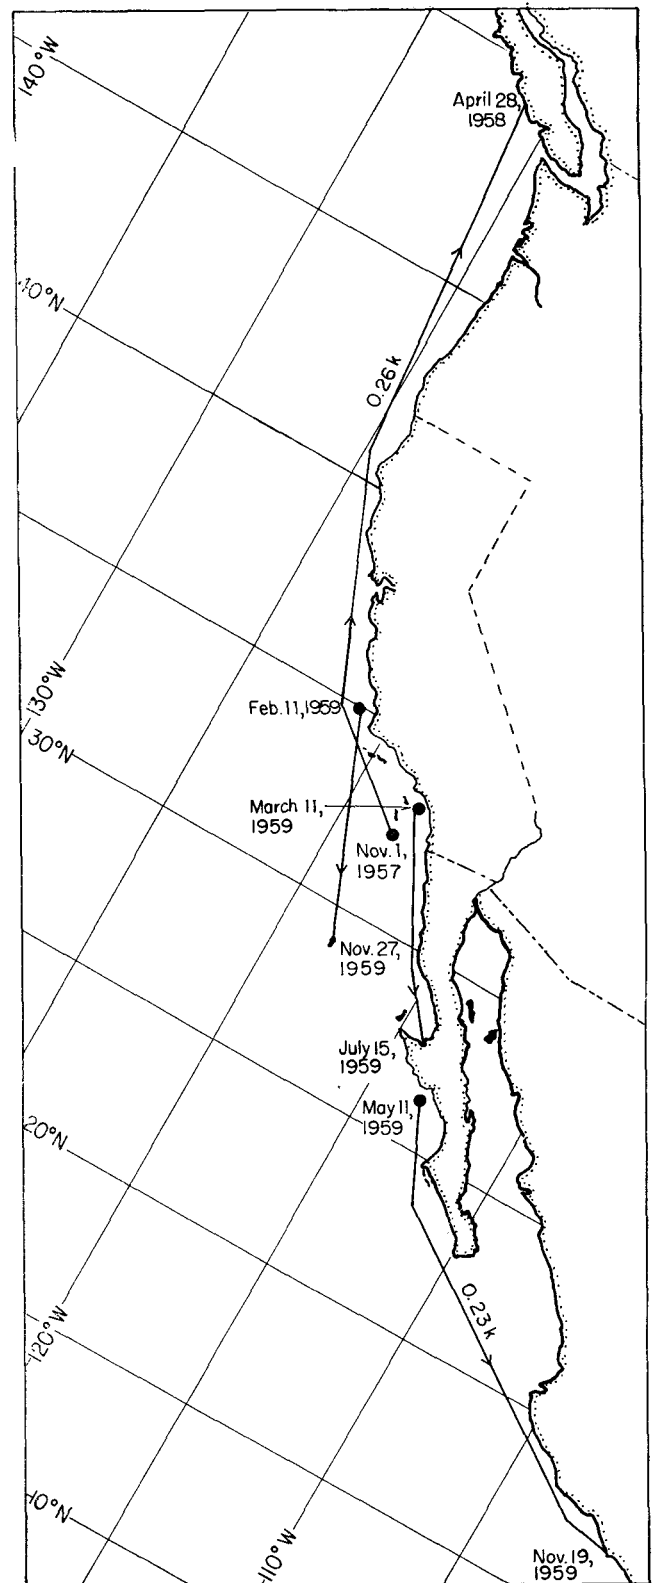 140°W
April 28,
1958
40°N
0.26 k
130°W
30°N
Feb. 11, 1959
March 11,
1959
Nov. 1,
1957
Nov. 27,
1959
July 15,
1959
May 11,
1959
20°N
0.23 k
120°W
10°N
110°W
Nov. 19,
1959